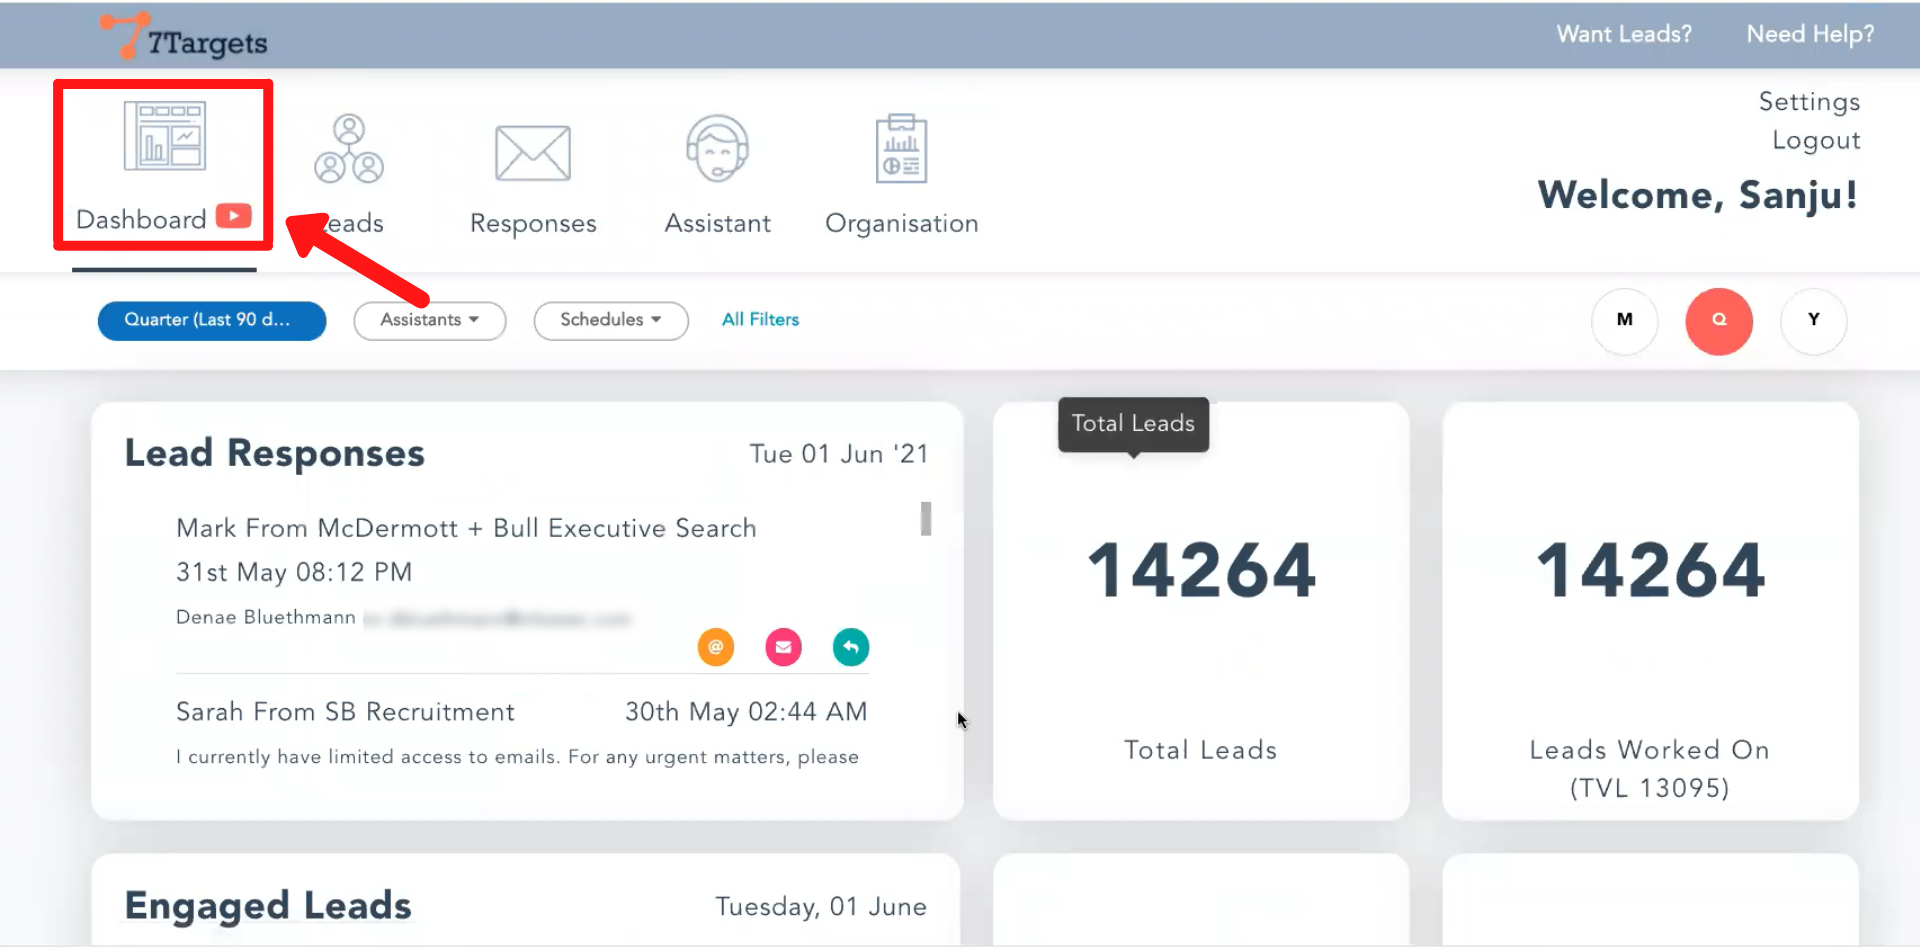 7Targets
Want Leads?
Need Help?
Dashboard
eads
Responses
Assistant
Organisation
Settings
Logout
Welcome, Sanju!
Quarter (Last 90 d...
Assistants
Schedules
All Filters
M
Q
Y
Lead Responses
Tue 01 Jun '21
Mark From McDermott + Bull Executive Search
31st May 08:12 PM
Denae Bluethmann
@
Sarah From SB Recruitment
30th May 02:44 AM
I currently have limited access to emails. For any urgent matters, please
Total Leads
14264
Total Leads
14264
Leads Worked On
(TVL 13095)
Engaged Leads
Tuesday, 01 June